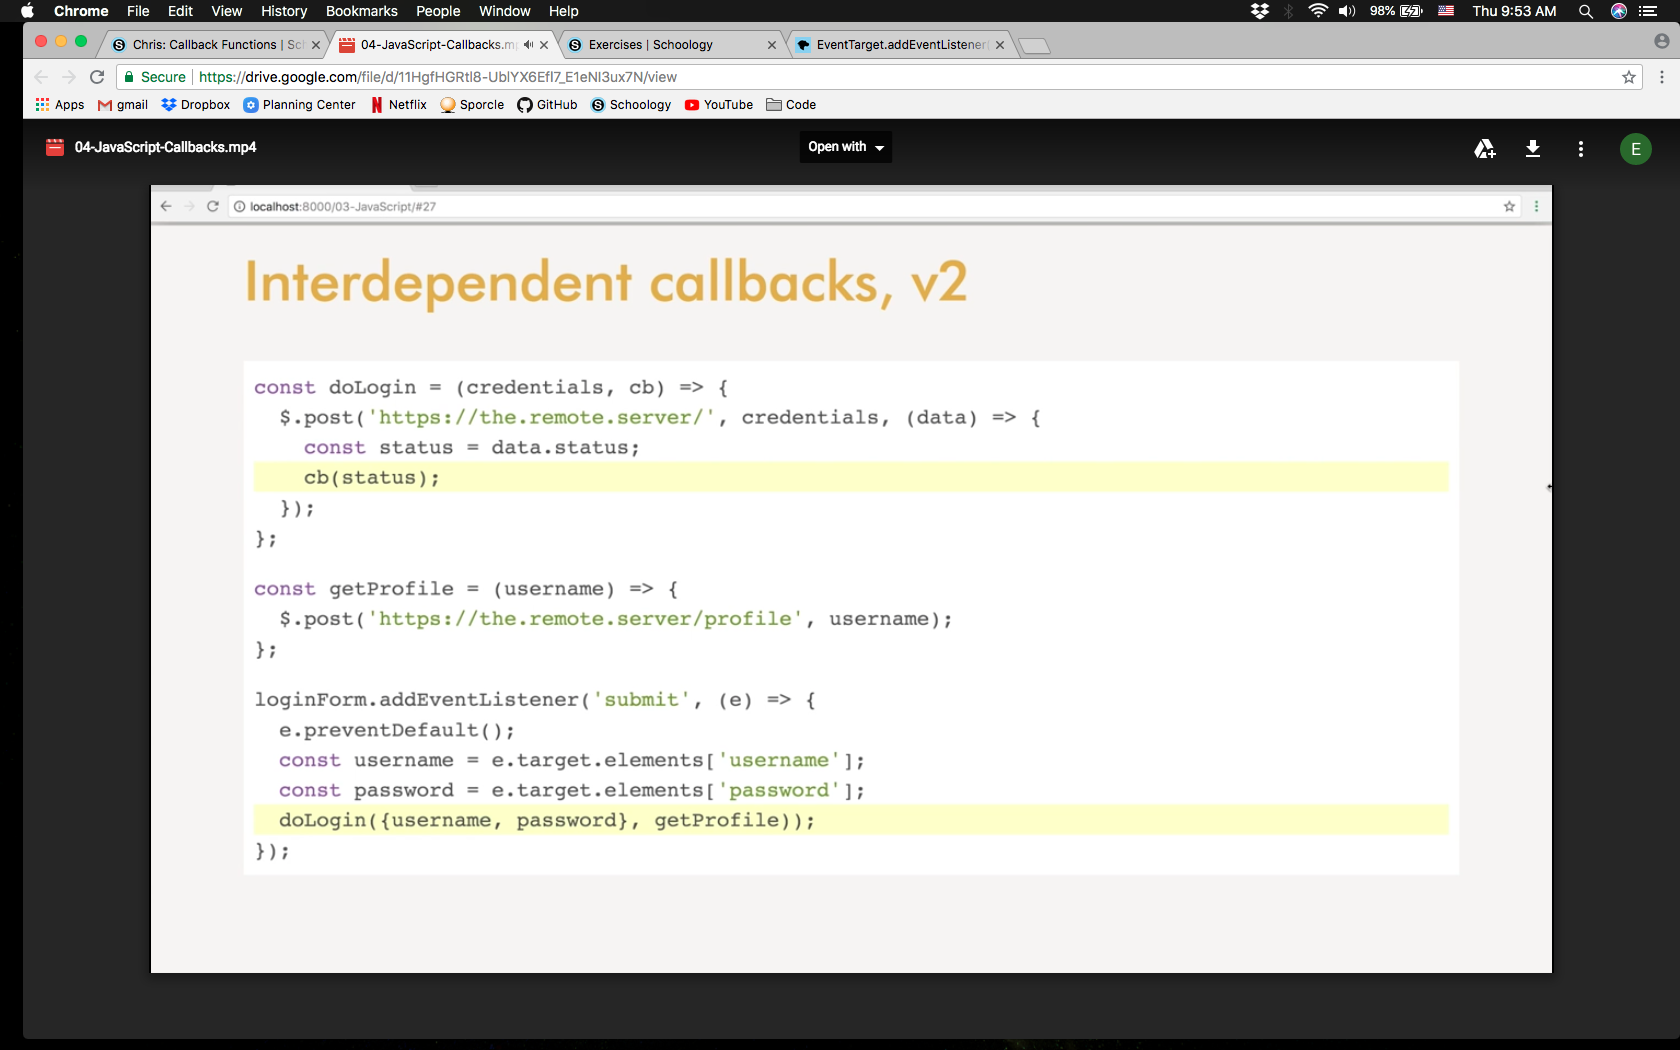 Chrome File Edit View History Bookmarks People Window Help 98% Thu 9:53 AM
Chris: Callback Functions | Sc 04-JavaScript-Callbacks.m Exercises | Schoology EventTarget.addEventListener
Secure https://drive.google.com/file/d/11HgfHGRtl8-UblYX6Efl7_E1eNI3ux7N/view
Apps gmail Dropbox Planning Center Netflix Sporcle GitHub Schoology YouTube Code
04-JavaScript-Callbacks.mp4 Open with E
localhost:8000/03-JavaScript/#27
Interdependent callbacks, v2
const doLogin = (credentials, cb) => {
$.post('https://the.remote.server/', credentials, (data) => {
const status = data.status;
cb(status);
});
};
const getProfile = (username) => {
$.post('https://the.remote.server/profile', username);
};
loginForm.addEventListener('submit', (e) => {
e.preventDefault();
const username = e.target.elements['username'];
const password = e.target.elements['password'];
doLogin({username, password}, getProfile));
});